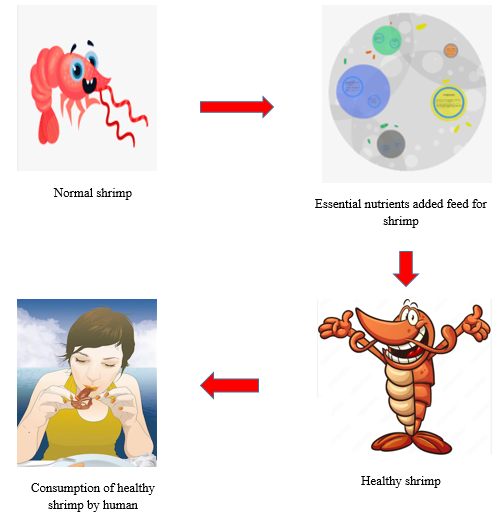 Normal shrimp
Essential nutrients added feed for
shrimp
Healthy shrimp
Consumption of healthy
shrimp by human